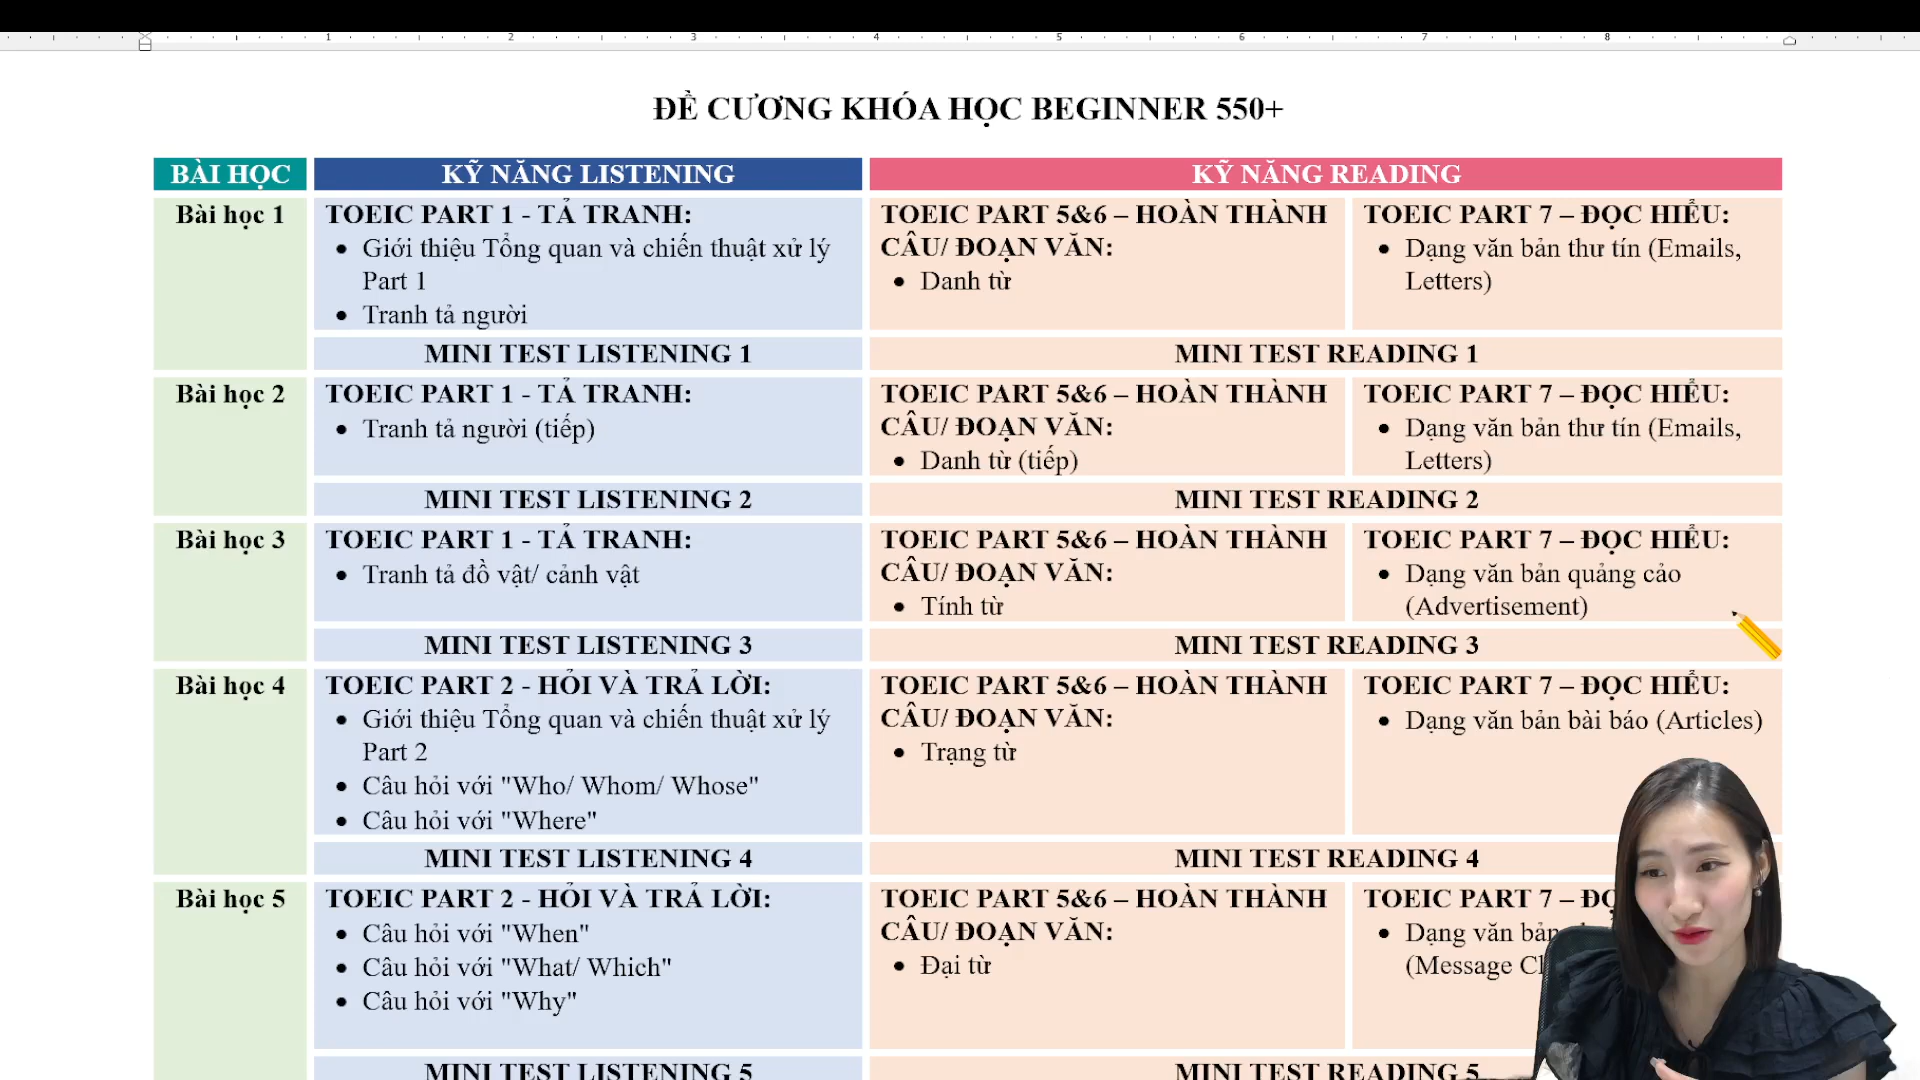 ĐỀ CƯƠNG KHÓA HỌC BEGINNER 550+
BÀI HỌC
KỸ NĂNG LISTENING
KỸ NĂNG READING
Bài học 1
TOEIC PART 1 - TẢ TRANH:
• Giới thiệu Tổng quan và chiến thuật xử lý
Part 1
• Tranh tả người
TOEIC PART 5&6 – HOÀN THÀNH
CÂU/ ĐOẠN VĂN:
• Danh từ
TOEIC PART 7 – ĐỌC HIỂU:
• Dạng văn bản thư tín (Emails,
Letters)
MINI TEST LISTENING 1
MINI TEST READING 1
Bài học 2
TOEIC PART 1 - TẢ TRANH:
• Tranh tả người (tiếp)
TOEIC PART 5&6 – HOÀN THÀNH
CÂU/ ĐOẠN VĂN:
• Danh từ (tiếp)
TOEIC PART 7 – ĐỌC HIỂU:
• Dạng văn bản thư tín (Emails,
Letters)
MINI TEST LISTENING 2
MINI TEST READING 2
Bài học 3
TOEIC PART 1 - TẢ TRANH:
• Tranh tả đồ vật/ cảnh vật
TOEIC PART 5&6 – HOÀN THÀNH
CÂU/ ĐOẠN VĂN:
• Tính từ
TOEIC PART 7 – ĐỌC HIỂU:
• Dạng văn bản quảng cáo
(Advertisement)
MINI TEST LISTENING 3
MINI TEST READING 3
Bài học 4
TOEIC PART 2 - HỎI VÀ TRẢ LỜI:
• Giới thiệu Tổng quan và chiến thuật xử lý
Part 2
• Câu hỏi với "Who/ Whom/ Whose"
• Câu hỏi với "Where"
TOEIC PART 5&6 – HOÀN THÀNH
CÂU/ ĐOẠN VĂN:
• Trạng từ
TOEIC PART 7 – ĐỌC HIỂU:
• Dạng văn bản bài báo (Articles)
MINI TEST LISTENING 4
MINI TEST READING 4
Bài học 5
TOEIC PART 2 - HỎI VÀ TRẢ LỜI:
• Câu hỏi với "When"
• Câu hỏi với "What/ Which"
• Câu hỏi với "Why"
TOEIC PART 5&6 – HOÀN THÀNH
CÂU/ ĐOẠN VĂN:
• Đại từ
TOEIC PART 7 –
• Dạng văn bản
(Message
MINI TEST LISTENING 5
MINI TEST READING 5
1 2 3 4 5 6 7 8